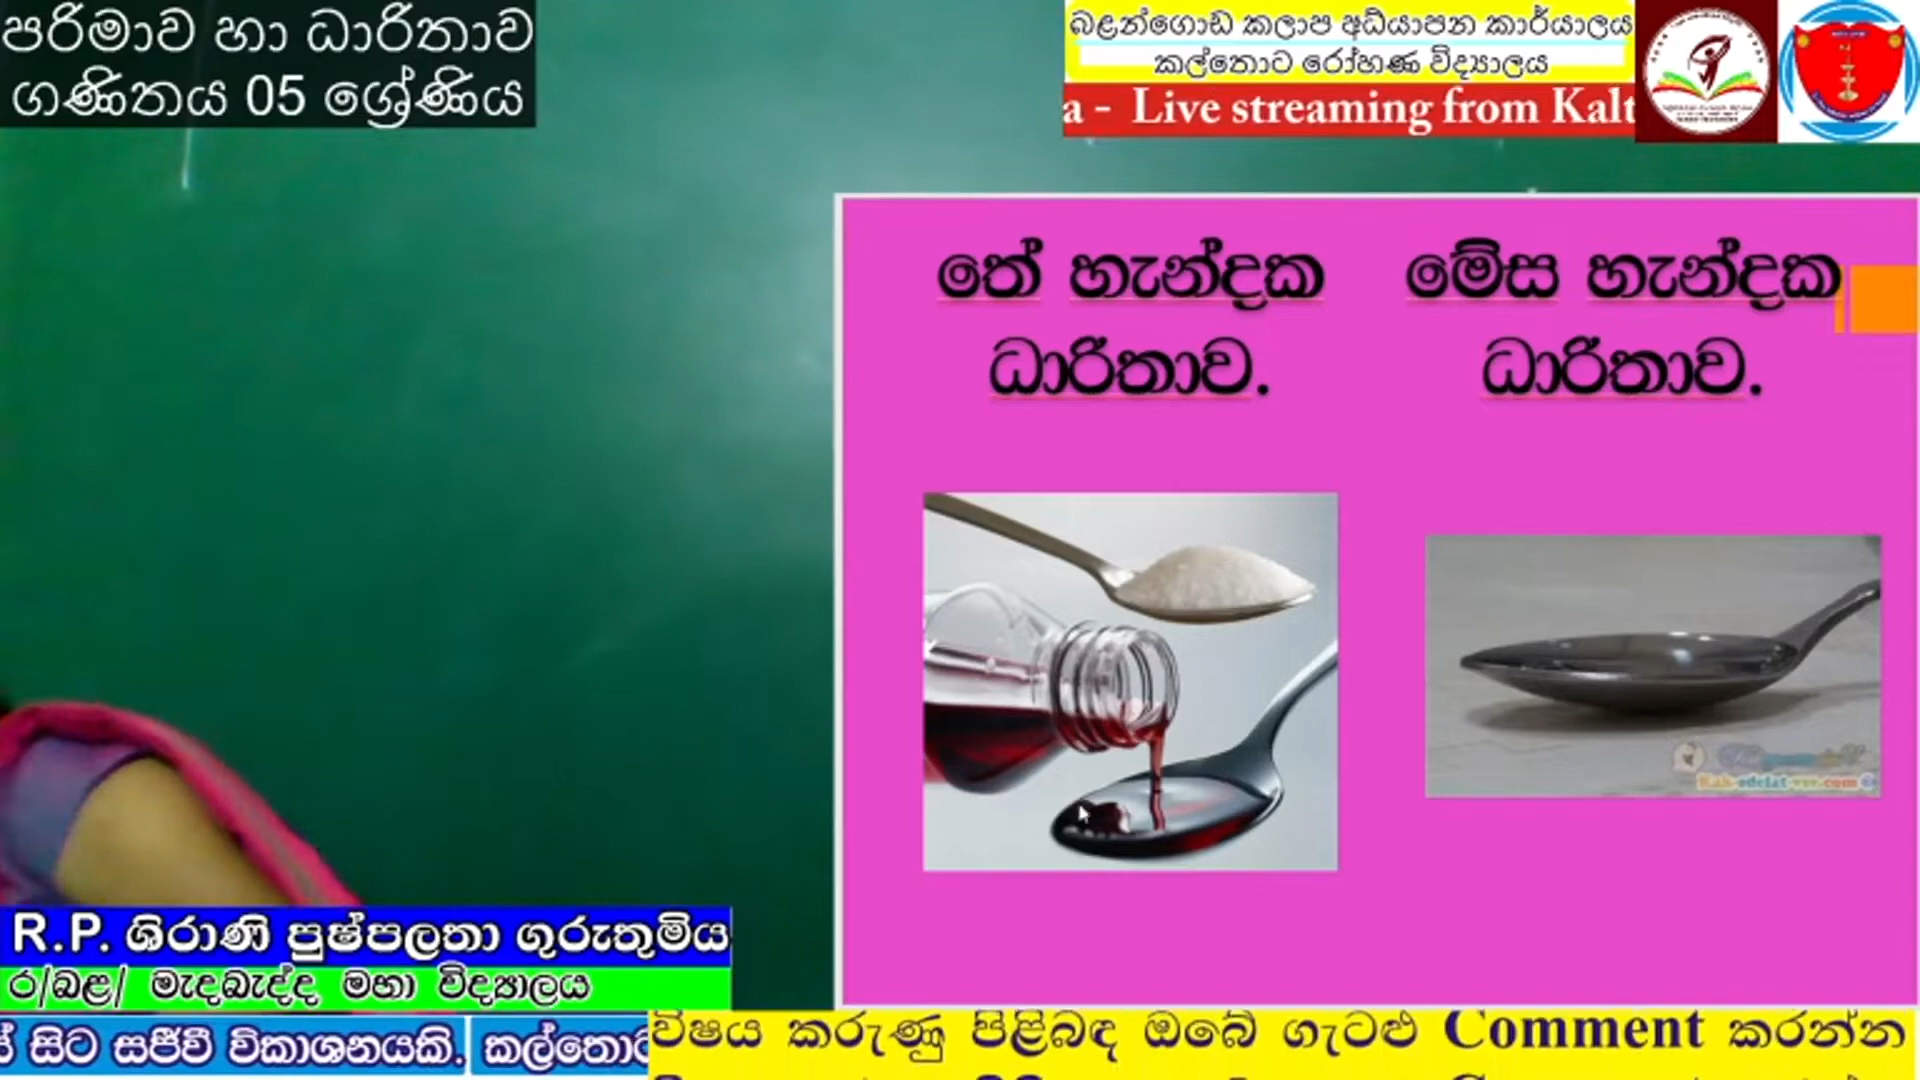 පරිමාව හා ධාරිතාව
ගණිතය 05 ශ්‍රේණිය
බළන්ගොඩ කලාප අධ්‍යාපන කාර්යාලය
කල්තොට රෝහණ විද්‍යාලය
a - Live streaming from Kalt
තේ හැන්දක ධාරිතාව.
මේස හැන්දක ධාරිතාව.
R.P. ශිරාණි පුෂ්පලතා ගුරුතුමිය
ර/බළ/ මැදබැද්ද මහා විද්‍යාලය
සිට සජීවී විකාශනයකි. කල්තොට
විෂය කරුණු පිළිබඳ ඔබේ ගැටළු Comment කරන්න